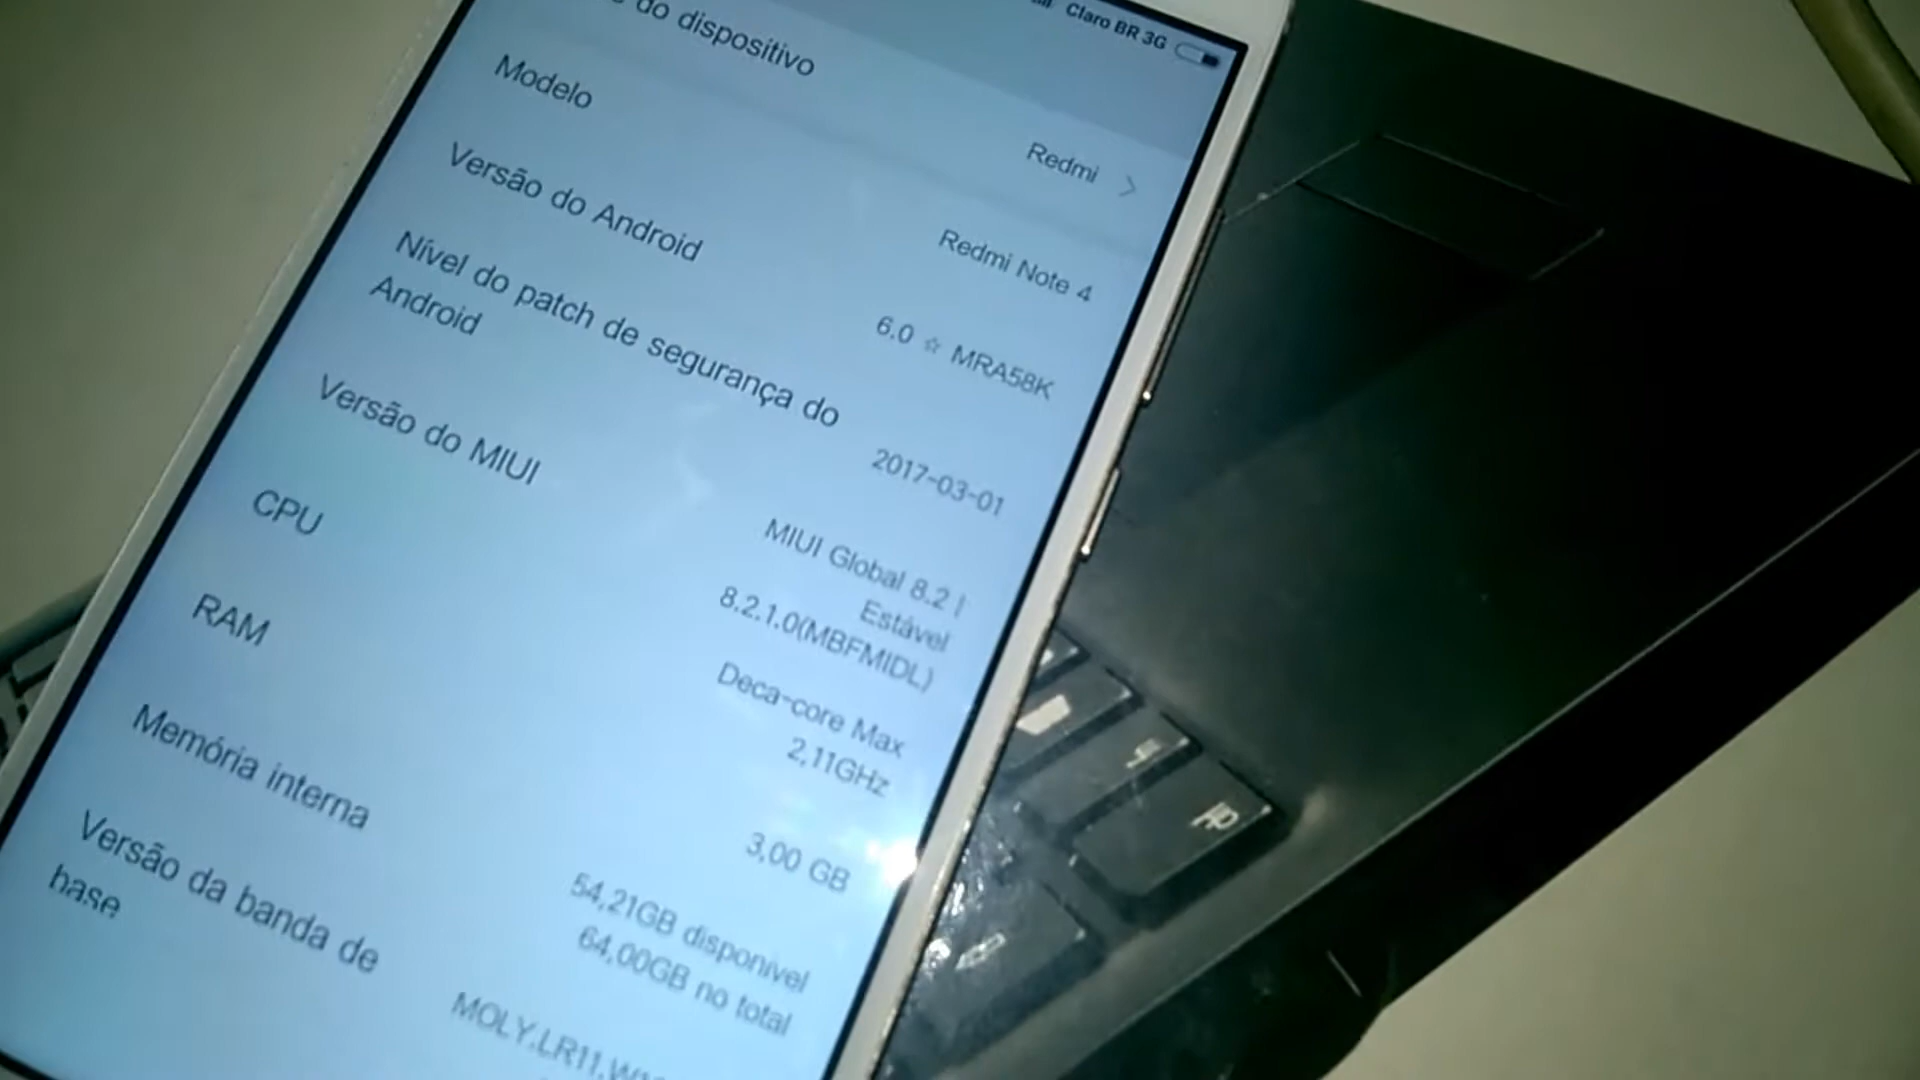 Claro BR 3G
do dispositivo
Redmi
Modelo
Redmi Note 4
Versão do Android
6.0 ☆ MRA58K
Nível do patch de segurança do
Android
2017-03-01
Versão do MIUI
MIUI Global 8.2 |
Estável
8.2.1.0(MBFMIDL)
CPU
Deca-core Max
2,11GHz
RAM
3,00 GB
Memória interna
54,21GB disponível
64,00GB no total
Versão da banda de
base
MOLY.LR11.